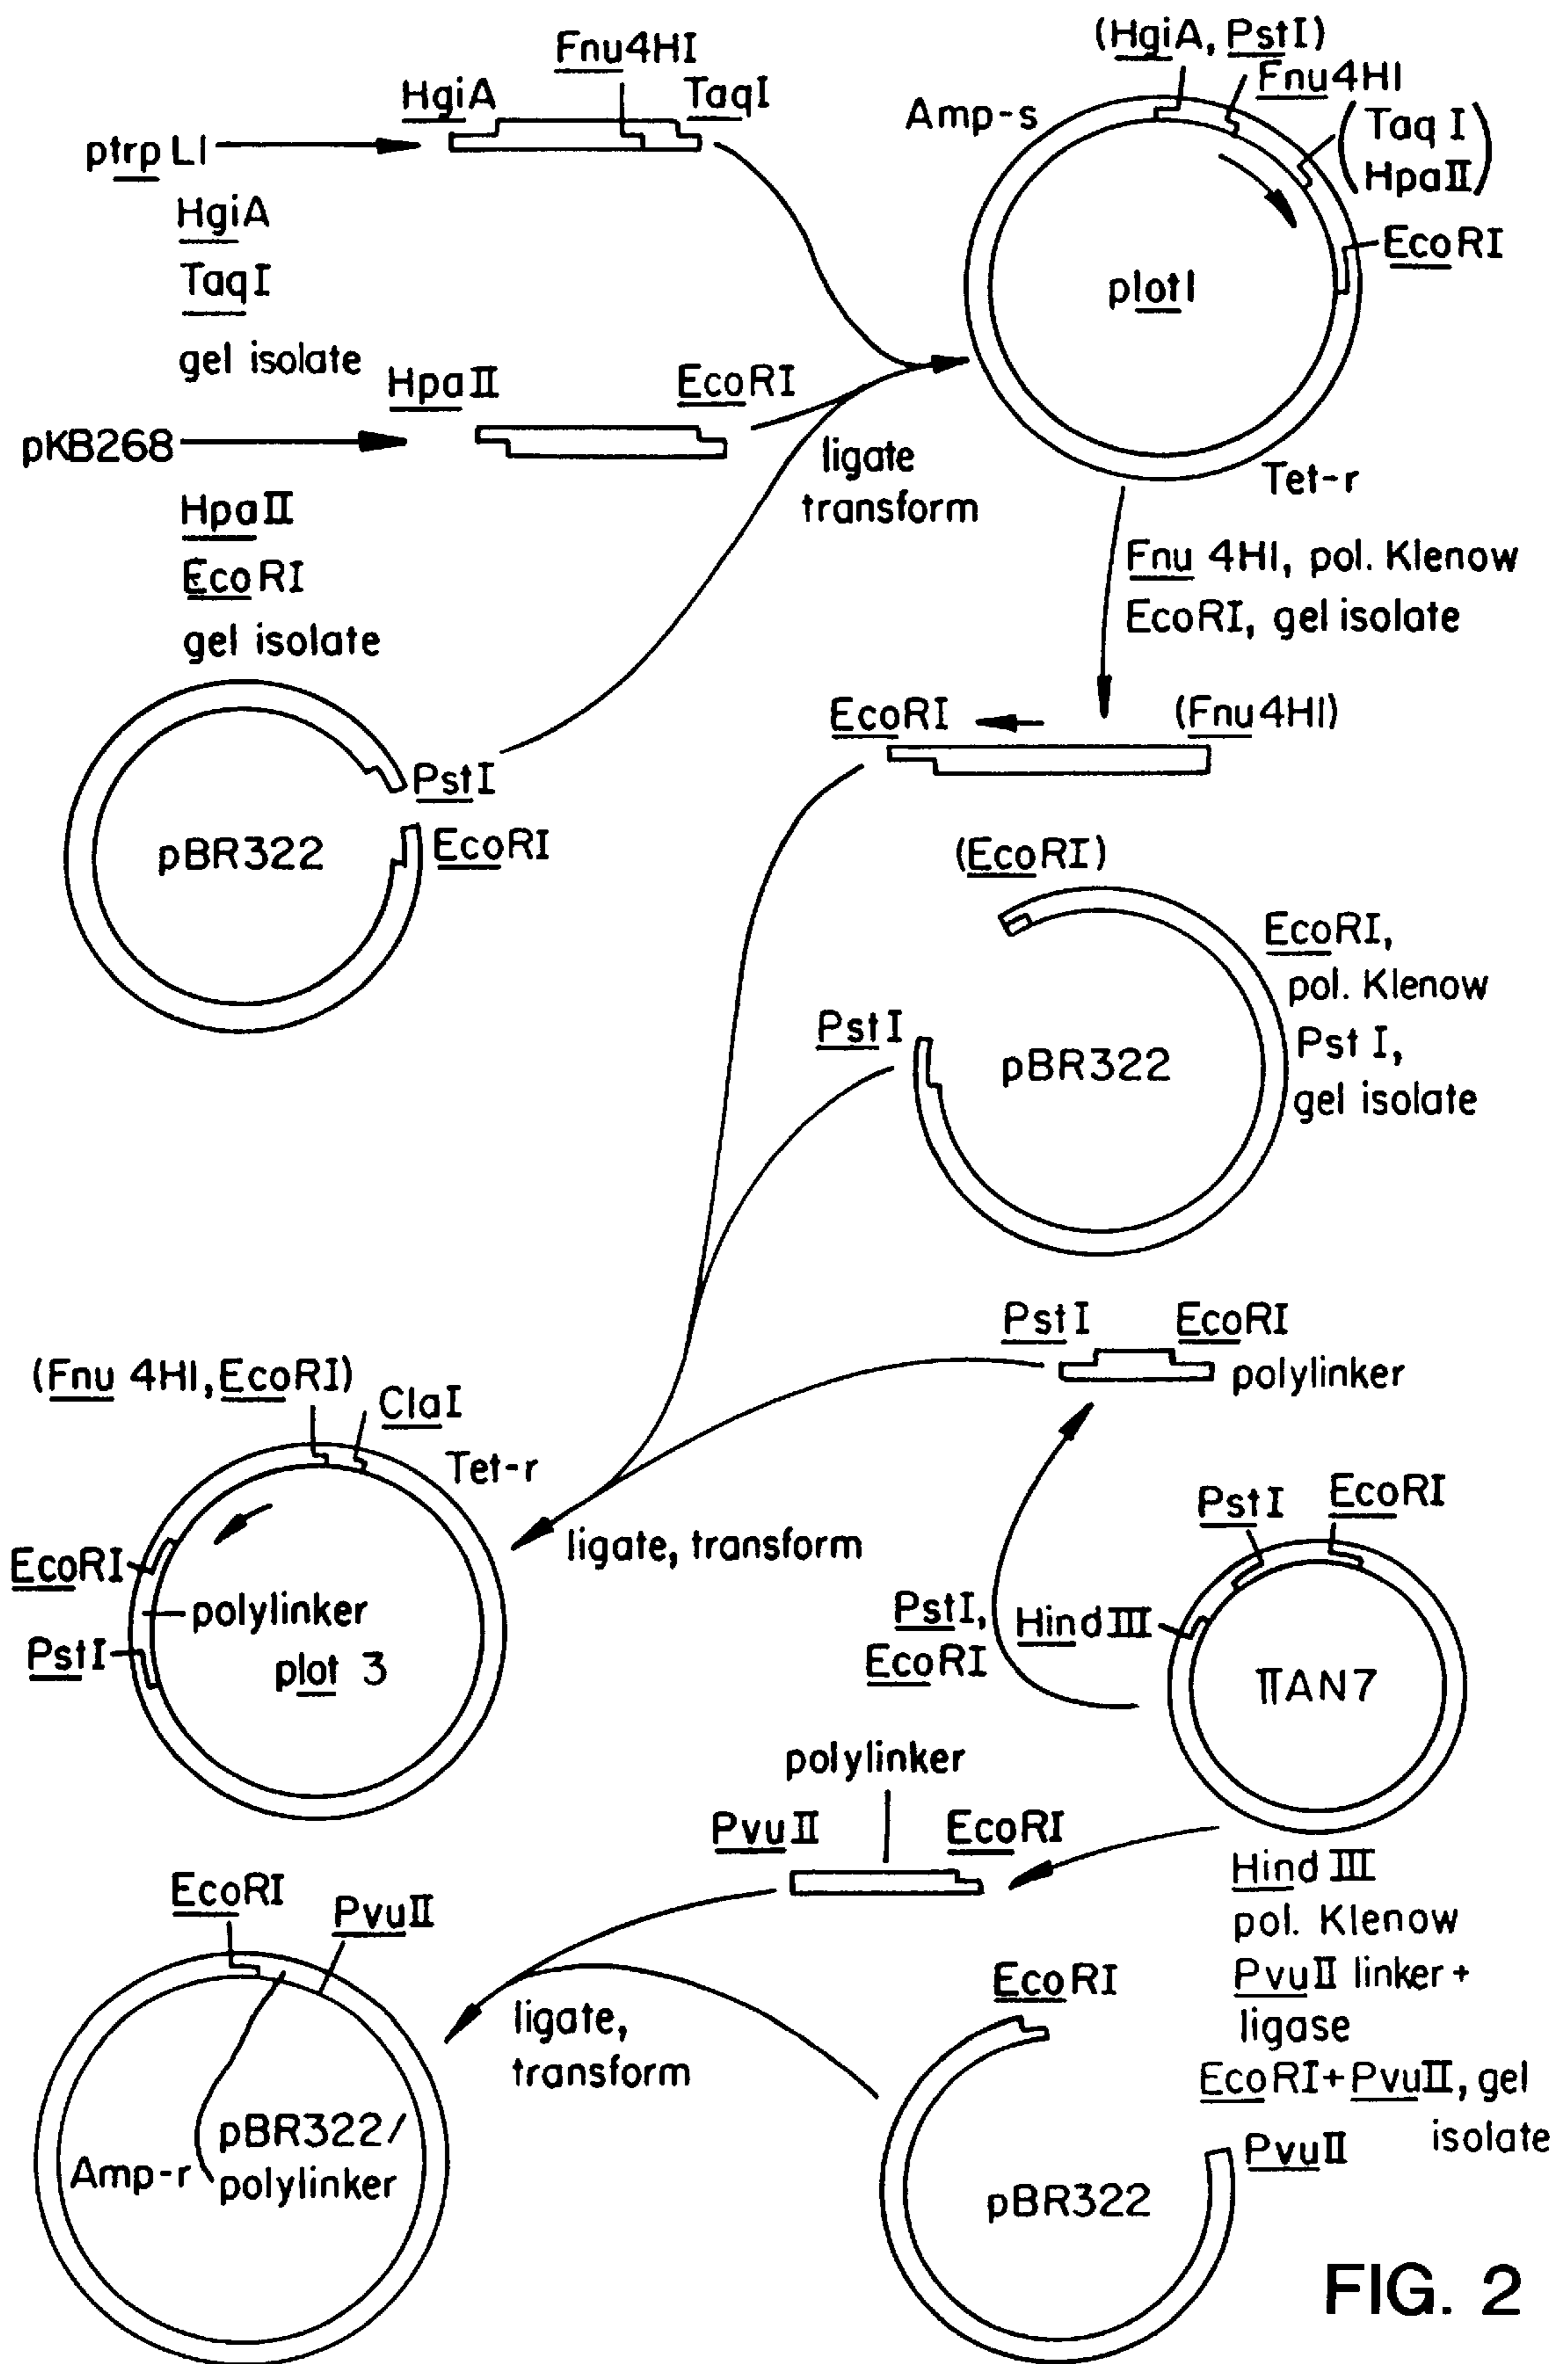 Fnu4HI
HgiA
TaqI
ptrp LI
HgiA
TaqI
gel isolate
HpaII
EcoRI
pKB268
HpaII
EcoRI
gel isolate
ligate
transform
(HgiA, PstI)
Fnu4HI
Amp-s
(Taq I
HpaII)
EcoRI
plotI
Tet-r
Fnu 4HI, pol. Klenow
EcoRI, gel isolate
EcoRI
(Fnu4HI)
PstI
pBR322
EcoRI
(EcoRI)
EcoRI,
pol. Klenow
Pst I,
gel isolate
PstI
pBR322
PstI
EcoRI
polylinker
(Fnu 4HI, EcoRI)
ClaI
Tet-r
EcoRI
polylinker
PstI
plot 3
ligate, transform
PstI,
EcoRI
PstI
EcoRI
Hind III
πAN7
polylinker
PvuII
EcoRI
Hind III
pol. Klenow
PvuII linker +
ligase
EcoRI+PvuII, gel
isolate
EcoRI
PvuII
Amp-r
pBR322/
polylinker
ligate,
transform
EcoRI
PvuII
pBR322
FIG. 2